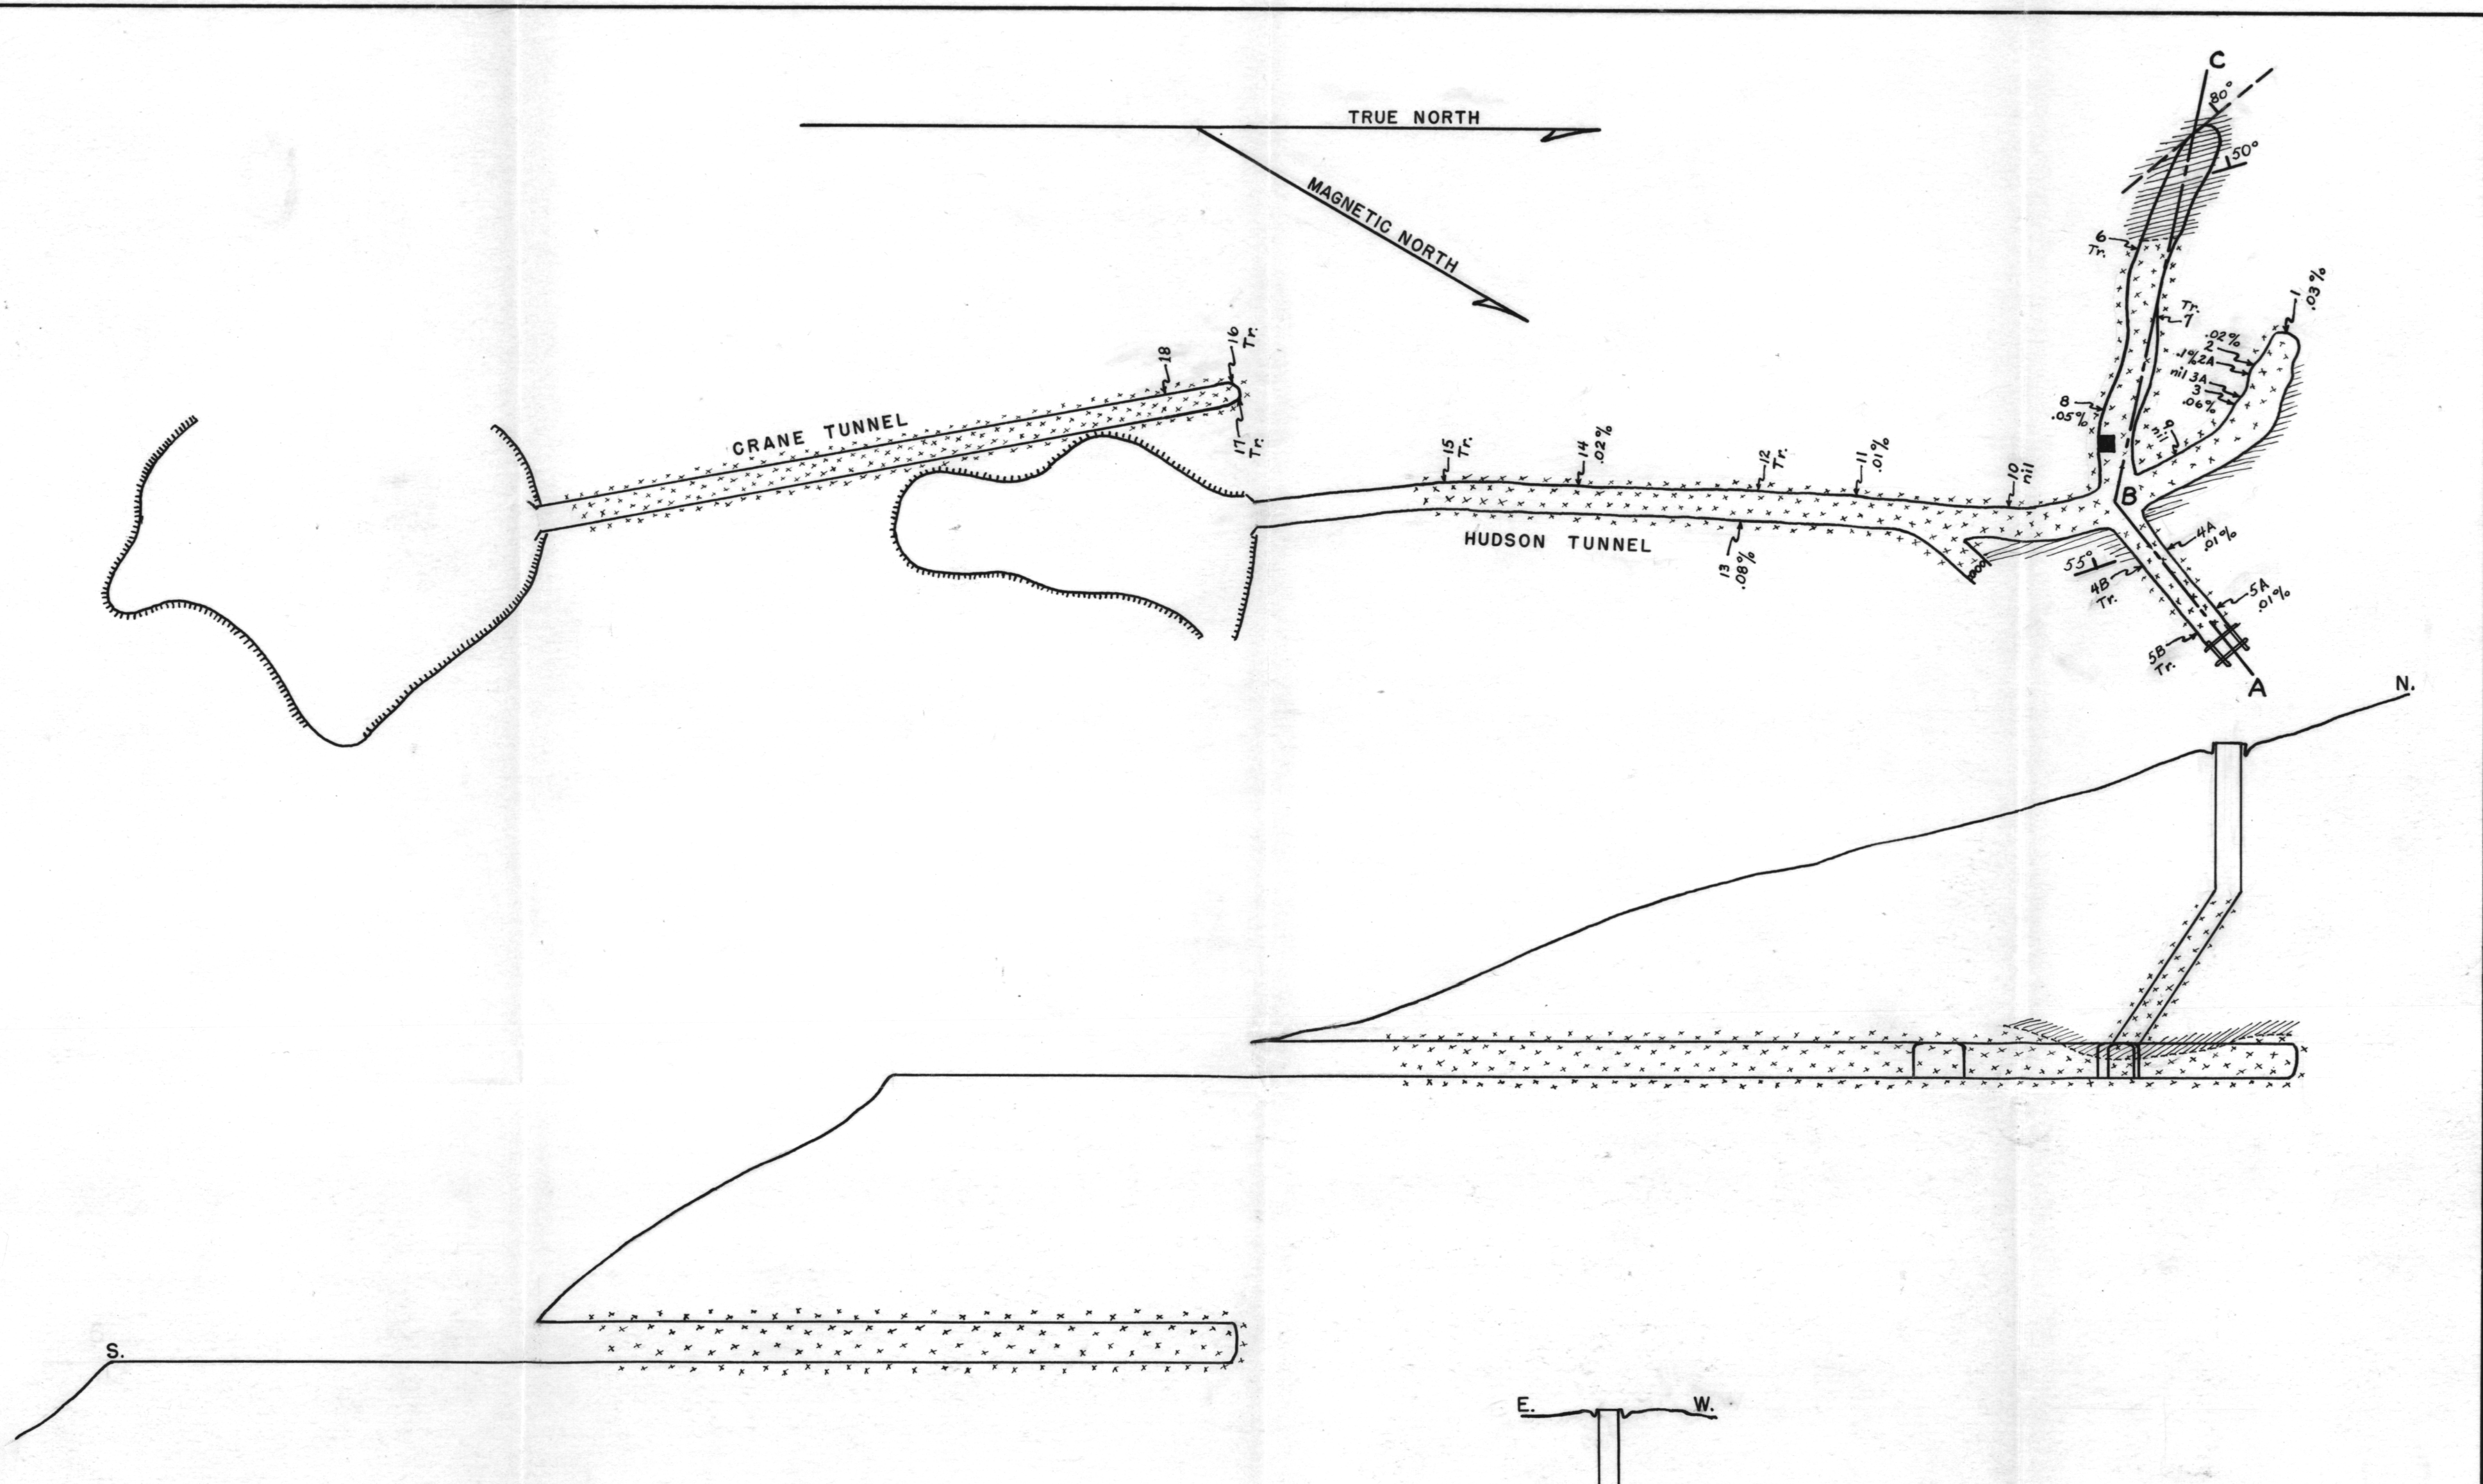 C
80°
50°
TRUE NORTH
MAGNETIC NORTH
6
Tr.
Tr.
7
1
.03%
.02%
2
.1% 2A
nil 3A
3
.06%
8
.05%
9
nil
B
18
16
Tr.
17
Tr.
CRANE TUNNEL
15
Tr.
14
.02%
12
Tr.
11
.01%
10
nil
13
.08%
HUDSON TUNNEL
55°
4A
.01%
4B
Tr.
5A
.01%
5B
Tr.
A
N.
S.
E.
W.